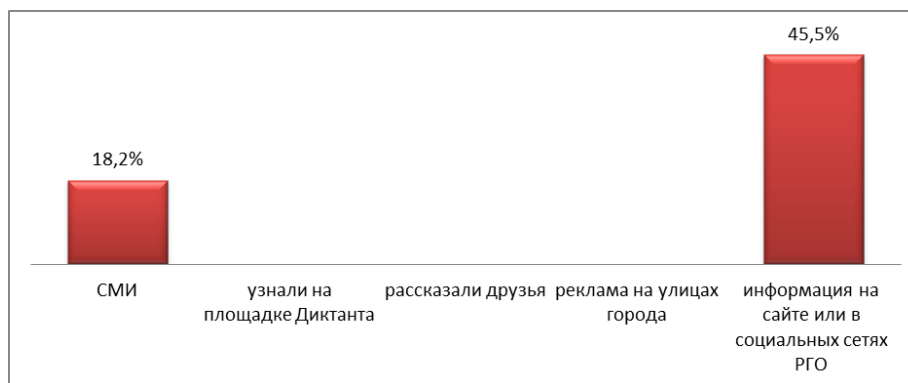 45,5%
18,2%
СМИ
узнали на
площадке Диктанта
рассказали друзья
реклама на улицах
города
информация на
сайте или в
социальных сетях
РГО